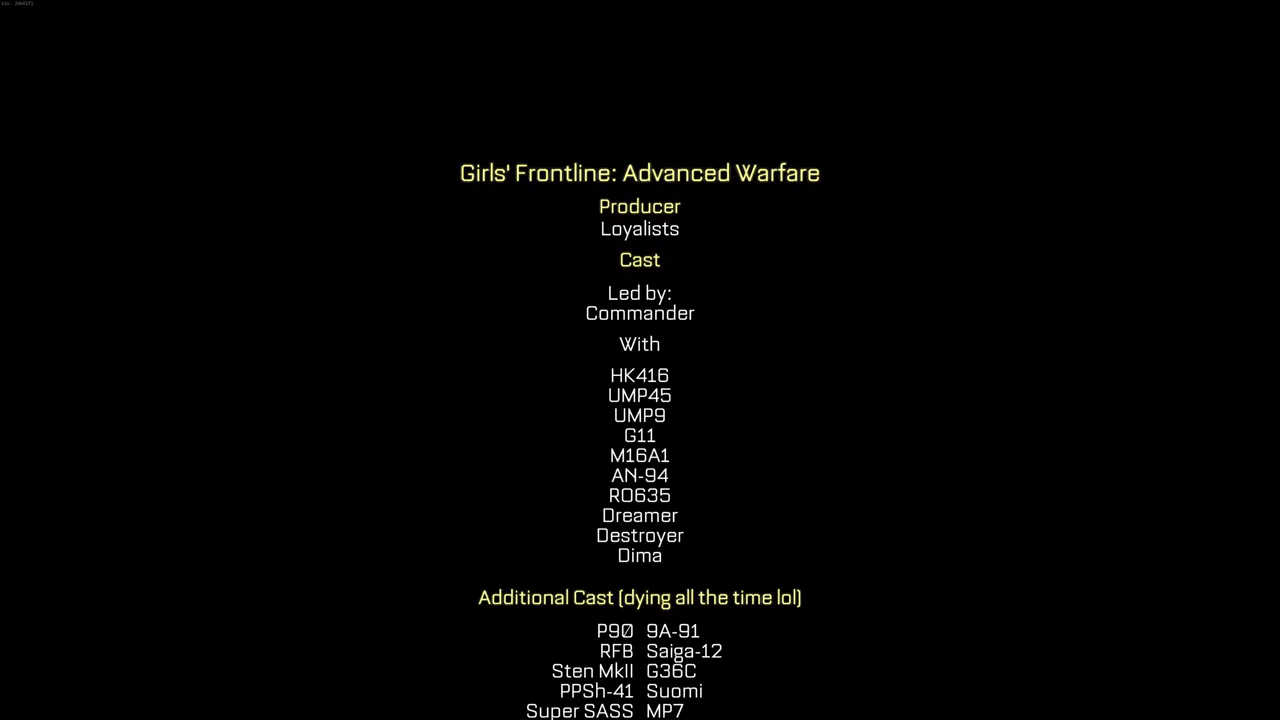 Girls' Frontline: Advanced Warfare
Producer
Loyalists
Cast
Led by:
Commander
With
HK416
UMP45
UMP9
G11
M16A1
AN-94
RO635
Dreamer
Destroyer
Dima
Additional Cast (dying all the time lol)
P90 9A-91
RFB Saiga-12
Sten MkII G36C
PPSh-41 Suomi
Super SASS MP7